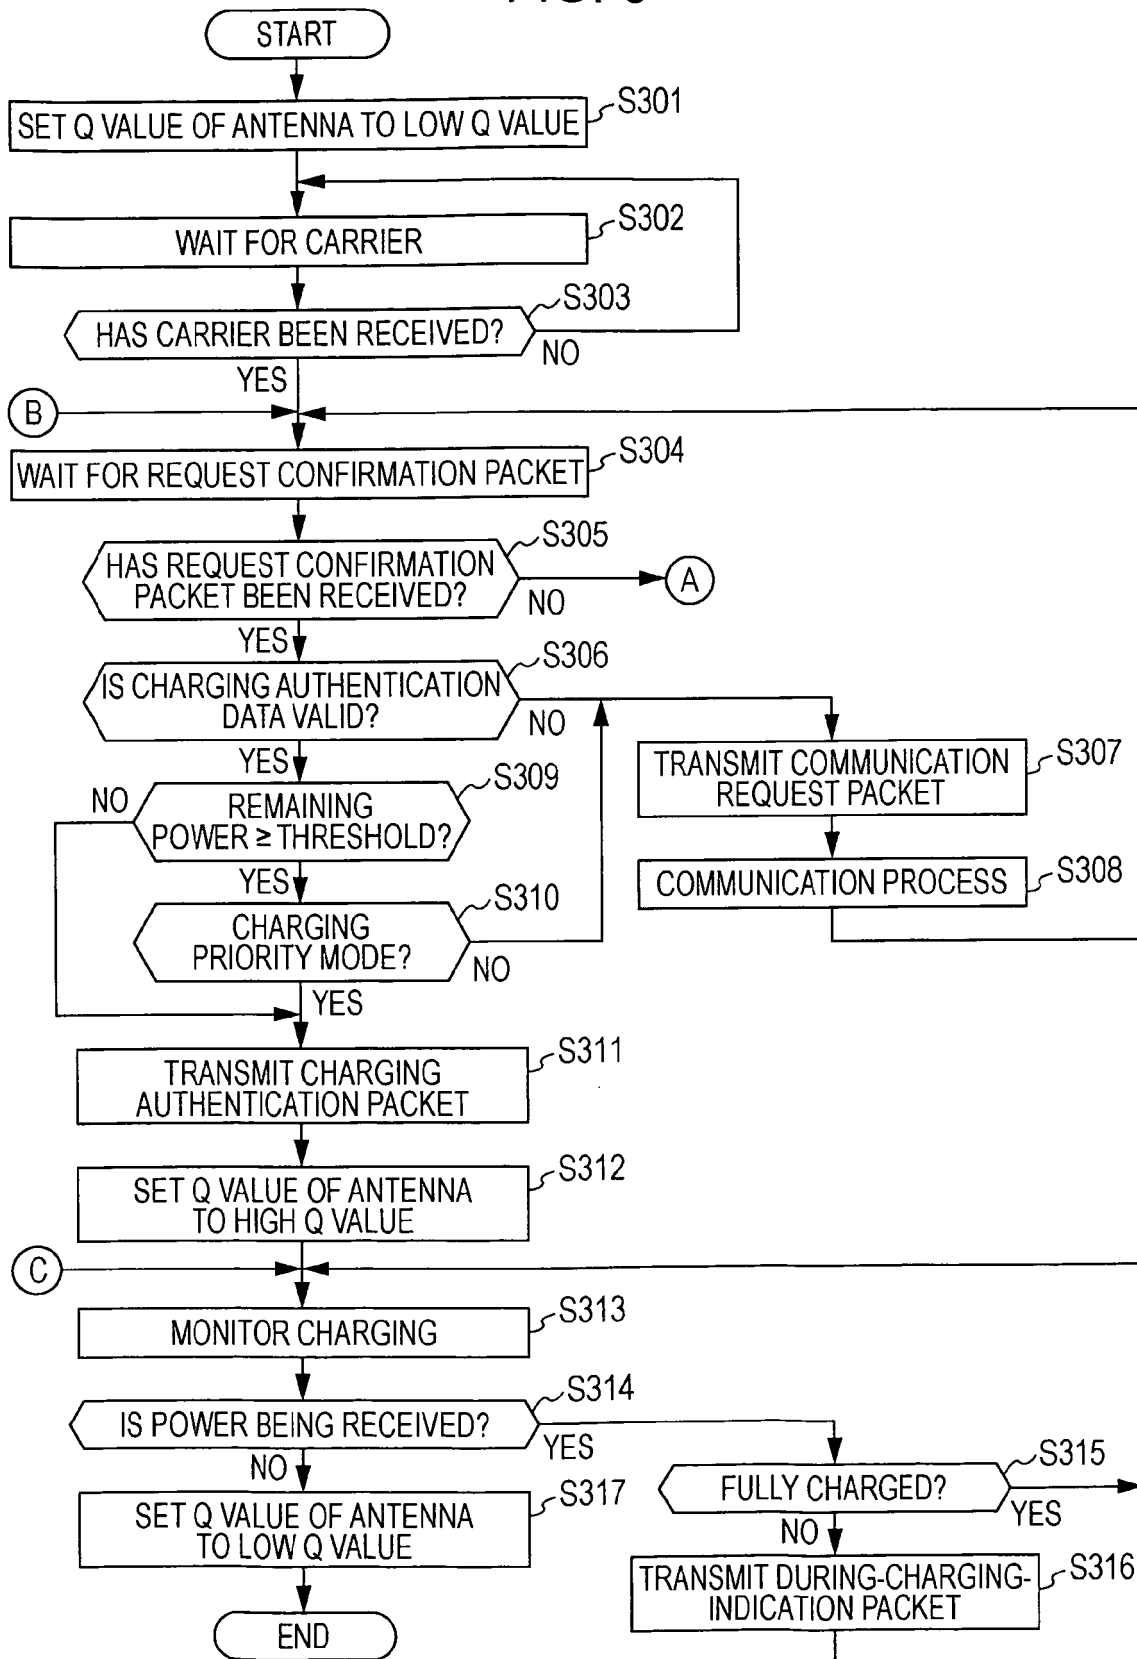 START
S301
SET Q VALUE OF ANTENNA TO LOW Q VALUE
S302
WAIT FOR CARRIER
S303
HAS CARRIER BEEN RECEIVED?
NO
YES
B
S304
WAIT FOR REQUEST CONFIRMATION PACKET
S305
HAS REQUEST CONFIRMATION
PACKET BEEN RECEIVED?
NO
A
YES
S306
IS CHARGING AUTHENTICATION
DATA VALID?
NO
YES
S307
TRANSMIT COMMUNICATION
REQUEST PACKET
S309
NO
REMAINING
POWER ≥ THRESHOLD?
YES
S308
COMMUNICATION PROCESS
S310
CHARGING
PRIORITY MODE?
NO
YES
S311
TRANSMIT CHARGING
AUTHENTICATION PACKET
S312
SET Q VALUE OF ANTENNA
TO HIGH Q VALUE
C
S313
MONITOR CHARGING
S314
IS POWER BEING RECEIVED?
YES
NO
S315
FULLY CHARGED?
YES
NO
S317
SET Q VALUE OF ANTENNA
TO LOW Q VALUE
S316
TRANSMIT DURING-CHARGING-
INDICATION PACKET
END